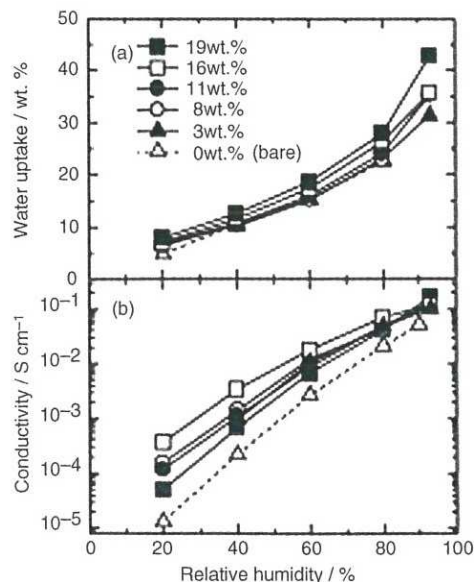 Water uptake / wt. %
50
40
30
20
10
0
(a)
19wt.%
16wt.%
11wt.%
8wt.%
3wt.%
0wt.% (bare)
Conductivity / S cm⁻¹
10⁻¹
10⁻²
10⁻³
10⁻⁴
10⁻⁵
(b)
0 20 40 60 80 100
Relative humidity / %